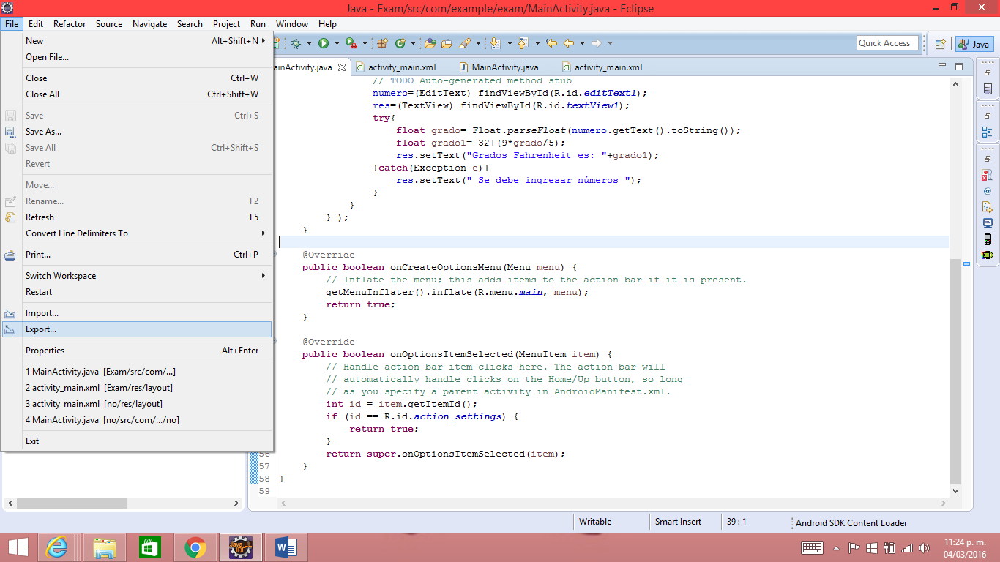 Java - Exam/src/com/example/exam/MainActivity.java - Eclipse
File Edit Refactor Source Navigate Search Project Run Window Help
New Alt+Shift+N
Open File...
Close Ctrl+W
Close All Ctrl+Shift+W
Save Ctrl+S
Save As...
Save All Ctrl+Shift+S
Revert
Move...
Rename... F2
Refresh F5
Convert Line Delimiters To
Print... Ctrl+P
Switch Workspace
Restart
Import...
Export...
Properties Alt+Enter
1 MainActivity.java [Exam/src/com/...]
2 activity_main.xml [Exam/res/layout]
3 activity_main.xml [no/res/layout]
4 MainActivity.java [no/src/com/.../no]
Exit
Quick Access
Java
ainActivity.java activity_main.xml MainActivity.java activity_main.xml
// TODO Auto-generated method stub
numero=(EditText) findViewById(R.id.editText1);
res=(TextView) findViewById(R.id.textView1);
try{
float grado= Float.parseFloat(numero.getText().toString());
float grado1= 32+(9*grado/5);
res.setText("Grados Fahrenheit es: "+grado1);
}catch(Exception e){
res.setText(" Se debe ingresar números ");
}
}
} );
}
@Override
public boolean onCreateOptionsMenu(Menu menu) {
// Inflate the menu; this adds items to the action bar if it is present.
getMenuInflater().inflate(R.menu.main, menu);
return true;
}
@Override
public boolean onOptionsItemSelected(MenuItem item) {
// Handle action bar item clicks here. The action bar will
// automatically handle clicks on the Home/Up button, so long
// as you specify a parent activity in AndroidManifest.xml.
int id = item.getItemId();
if (id == R.id.action_settings) {
return true;
}
56 return super.onOptionsItemSelected(item);
57 }
58 }
59
Writable Smart Insert 39 : 1 Android SDK Content Loader
Java EE
IDE
11:24 p. m.
04/03/2016